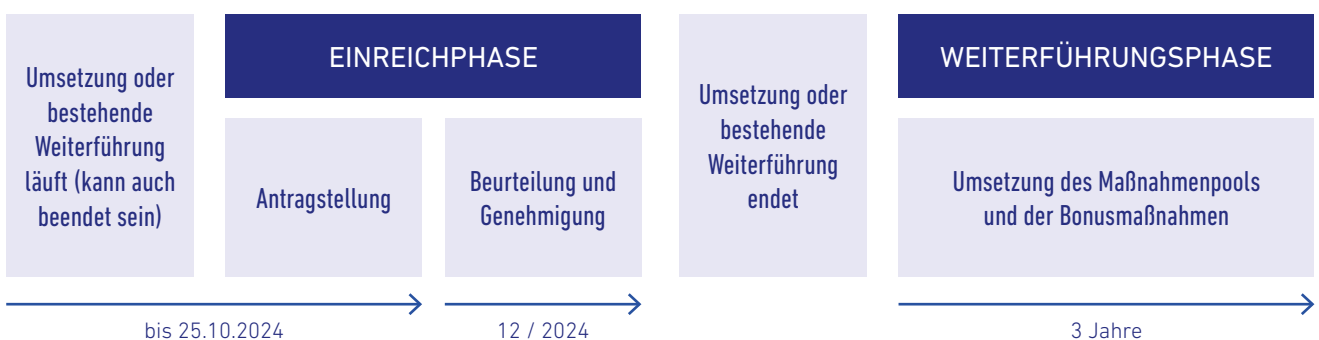 Umsetzung oder
bestehende
Weiterführung
läuft (kann auch
beendet sein)
EINREICHPHASE
Antragstellung
Beurteilung und
Genehmigung
Umsetzung oder
bestehende
Weiterführung
endet
WEITERFÜHRUNGSPHASE
Umsetzung des Maßnahmenpools
und der Bonusmaßnahmen
bis 25.10.2024
12 / 2024
3 Jahre